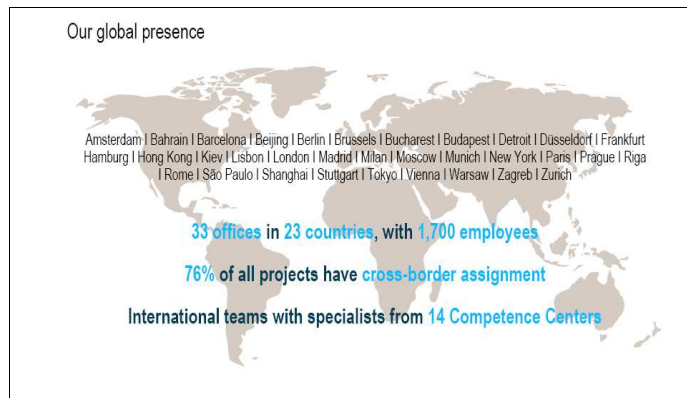 Our global presence
Amsterdam I Bahrain I Barcelona I Beijing I Berlin I Brussels I Bucharest I Budapest I Detroit I Düsseldorf I Frankfurt
Hamburg I Hong Kong I Kiev I Lisbon I London I Madrid I Milan I Moscow I Munich I New York I Paris I Prague I Riga
I Rome I São Paulo I Shanghai I Stuttgart I Tokyo I Vienna I Warsaw I Zagreb I Zurich
33 offices in 23 countries, with 1,700 employees
76% of all projects have cross-border assignment
International teams with specialists from 14 Competence Centers